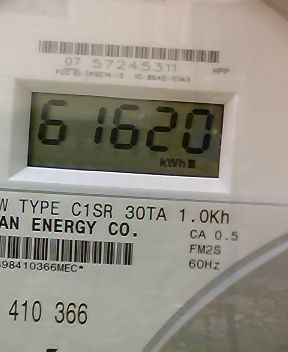 07 57245311 HPP
61620
kWh
W TYPE C1SR 30TA 1.0Kh
AN ENERGY CO.
CA 0.5
FM2S
60Hz
98410366MEC*
410 366